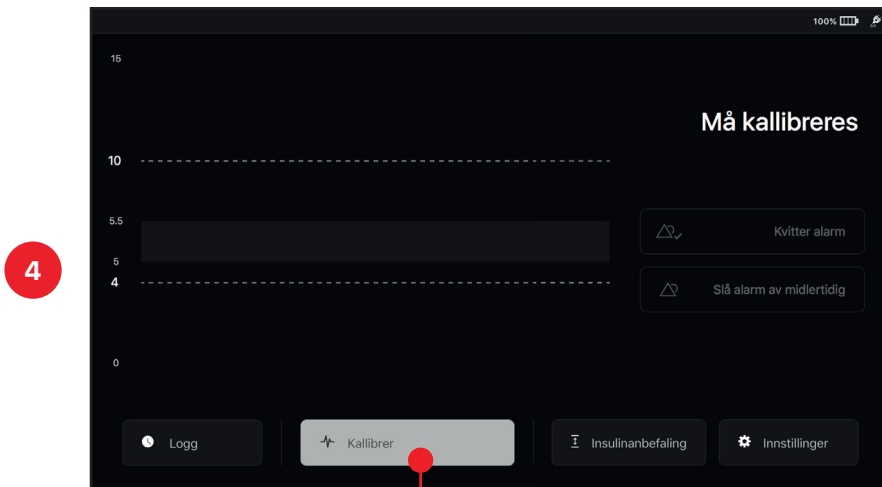 100%
15
Må kallibreres
10
5.5
Kvitter alarm
4
5
4
Slå alarm av midlertidig
0
Logg
Kallibrer
Insulinanbefaling
Innstillinger